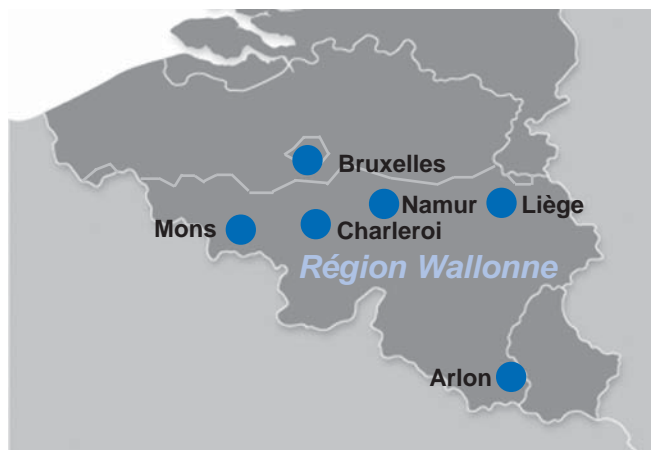 Bruxelles
Namur
Liège
Mons
Charleroi
Région Wallonne
Arlon